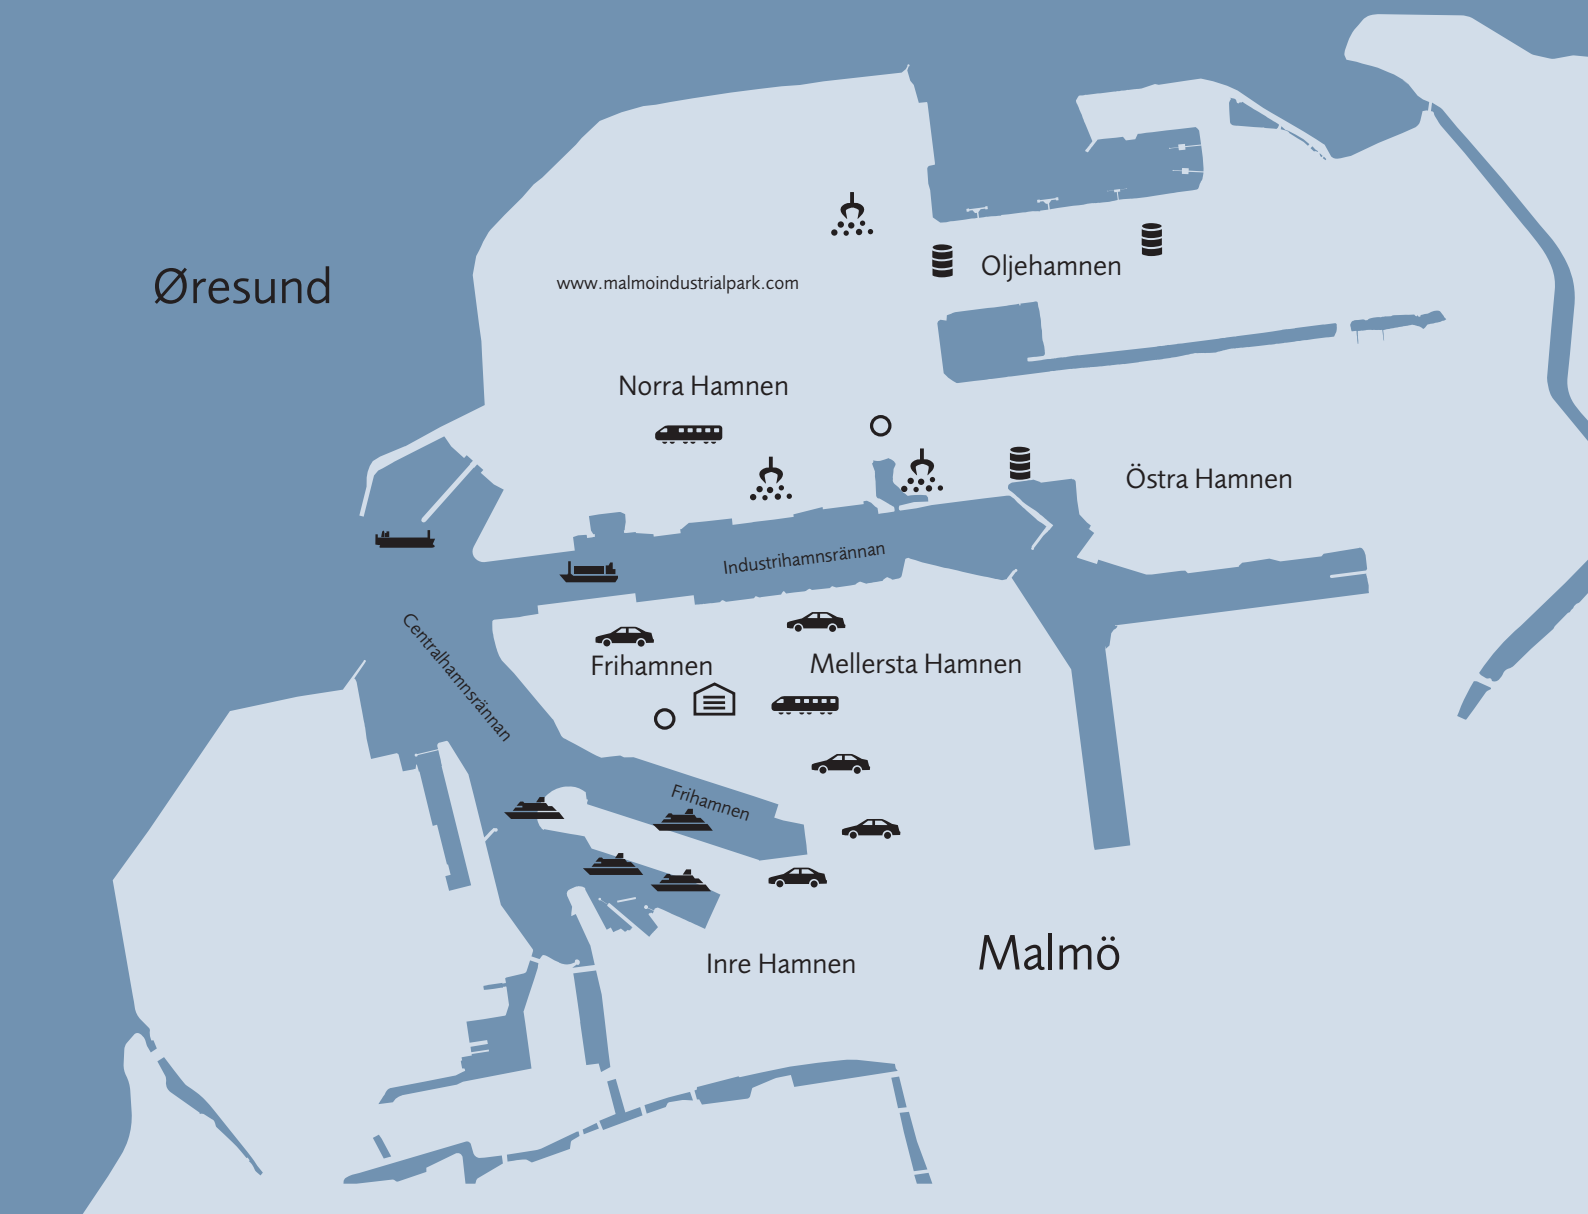 Øresund
www.malmoindustrialpark.com
Oljehamnen
Norra Hamnen
Östra Hamnen
Industrihamnsrännan
Centralhamnsrännan
Frihamnen
Mellersta Hamnen
Frihamnen
Inre Hamnen
Malmö